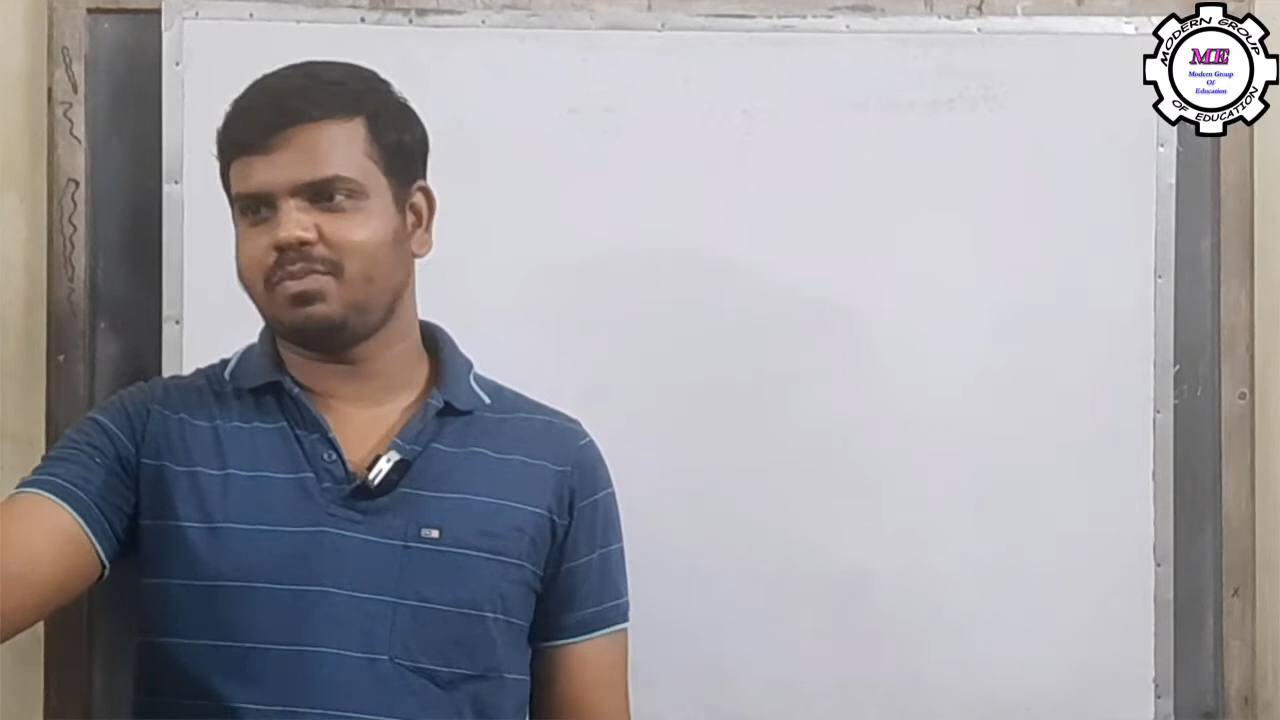 MODERN GROUP
ME
Modern Group
Of
Education
OF EDUCATION